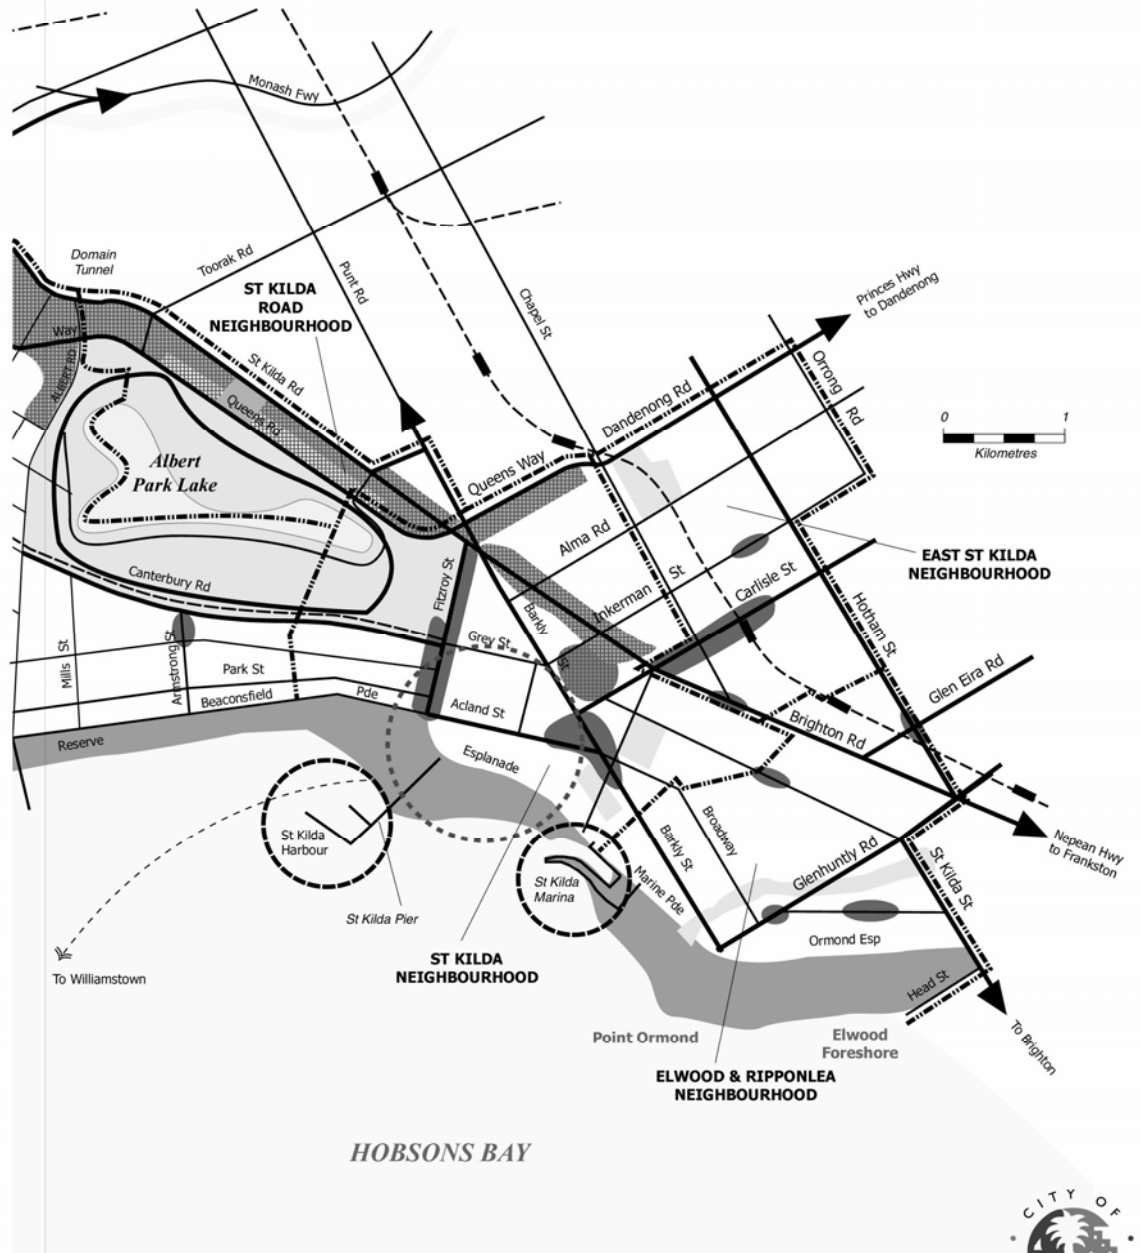 Monash Fwy
Domain
Tunnel
Toorak Rd
Punt Rd
Chapel St
Princes Hwy
to Dandenong
ST KILDA
ROAD
NEIGHBOURHOOD
Way
ALBERT RD
St Kilda Rd
Queens Rd
Dandenong Rd
Orrong
Rd
0
1
Kilometres
Albert
Park Lake
Queens Way
Alma Rd
EAST ST KILDA
NEIGHBOURHOOD
Canterbury Rd
Fitzroy St
Inkerman
St
Carlisle St
Barkly
St
Hotham St
Grey St
Mills St
Armstrong St
Park St
Beaconsfield
Pde
Acland St
Glen Eira Rd
Brighton Rd
Reserve
Esplanade
St Kilda
Harbour
St Kilda Pier
St Kilda
Marina
Marine Pde
Barkly St
Broadway
Glenhuntly Rd
Nepean Hwy
to Frankston
St Kilda St
To Williamstown
ST KILDA
NEIGHBOURHOOD
Ormond Esp
Head St
Point Ormond
Elwood
Foreshore
To Brighton
ELWOOD & RIPPONLEA
NEIGHBOURHOOD
HOBSONS BAY
CITY OF